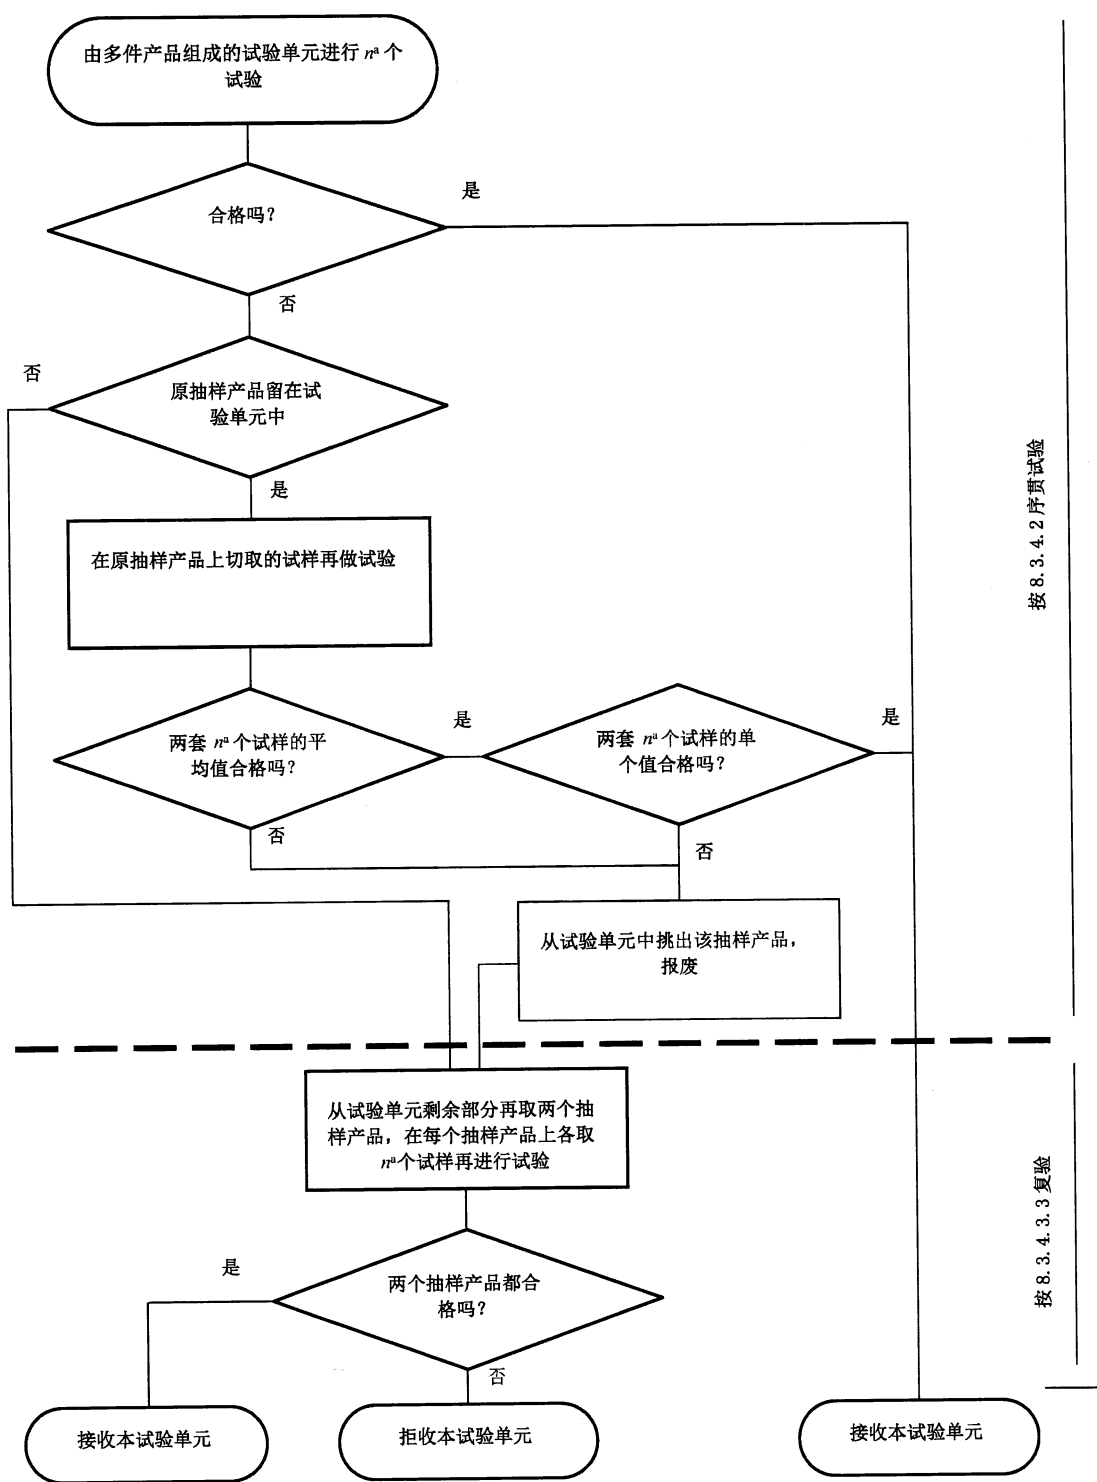 由多件产品组成的试验单元进行 nᵃ 个
试验
合格吗？
是
否
否
原抽样产品留在试
验单元中
是
在原抽样产品上切取的试样再做试验
两套 nᵃ 个试样的平
均值合格吗？
是
两套 nᵃ 个试样的单
个值合格吗？
是
否
否
从试验单元中挑出该抽样产品，
报废
按 8.3.4.2 序贯试验
从试验单元剩余部分再取两个抽
样产品，在每个抽样产品上各取
nᵃ个试样再进行试验
是
两个抽样产品都合
格吗？
否
按 8.3.4.3.3 复验
接收本试验单元
拒收本试验单元
接收本试验单元